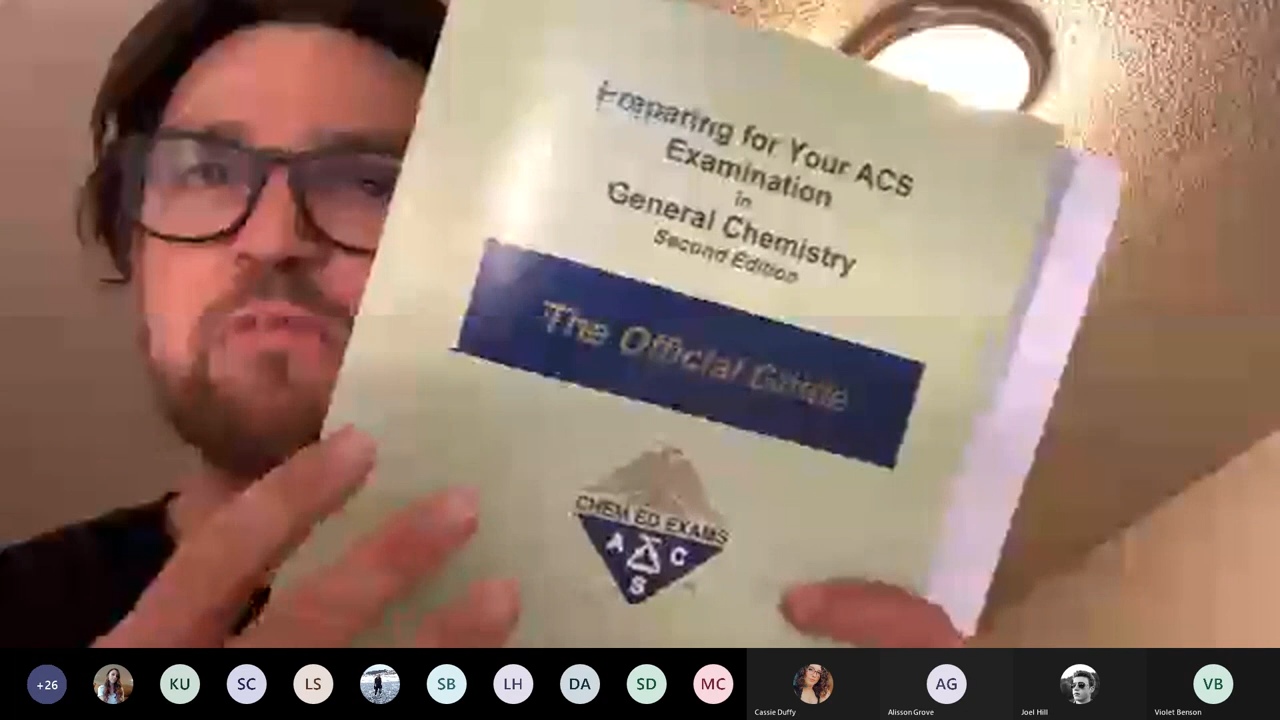 Preparing for Your ACS
Examination
in
General Chemistry
Second Edition
The Official Guide
CHEM ED EXAMS
A C
S
+26
KU
SC
LS
SB
LH
DA
SD
MC
AG
VB
Cassie Duffy
Alisson Grove
Joel Hill
Violet Benson